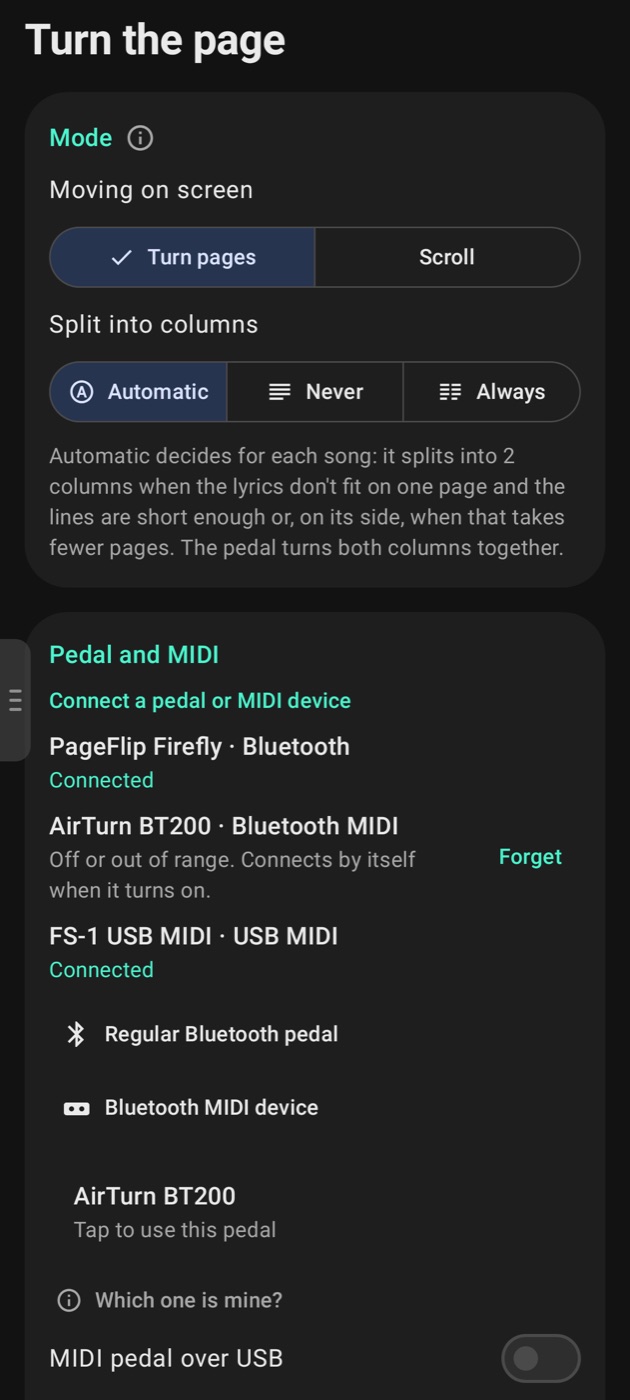 Turn the page
Mode
Moving on screen
Turn pages
Scroll
Split into columns
Automatic
Never
Always
Automatic decides for each song: it splits into 2
columns when the lyrics don't fit on one page and the
lines are short enough or, on its side, when that takes
fewer pages. The pedal turns both columns together.
Pedal and MIDI
Connect a pedal or MIDI device
PageFlip Firefly · Bluetooth
Connected
AirTurn BT200 · Bluetooth MIDI
Off or out of range. Connects by itself
when it turns on.
Forget
FS-1 USB MIDI · USB MIDI
Connected
Regular Bluetooth pedal
Bluetooth MIDI device
AirTurn BT200
Tap to use this pedal
Which one is mine?
MIDI pedal over USB